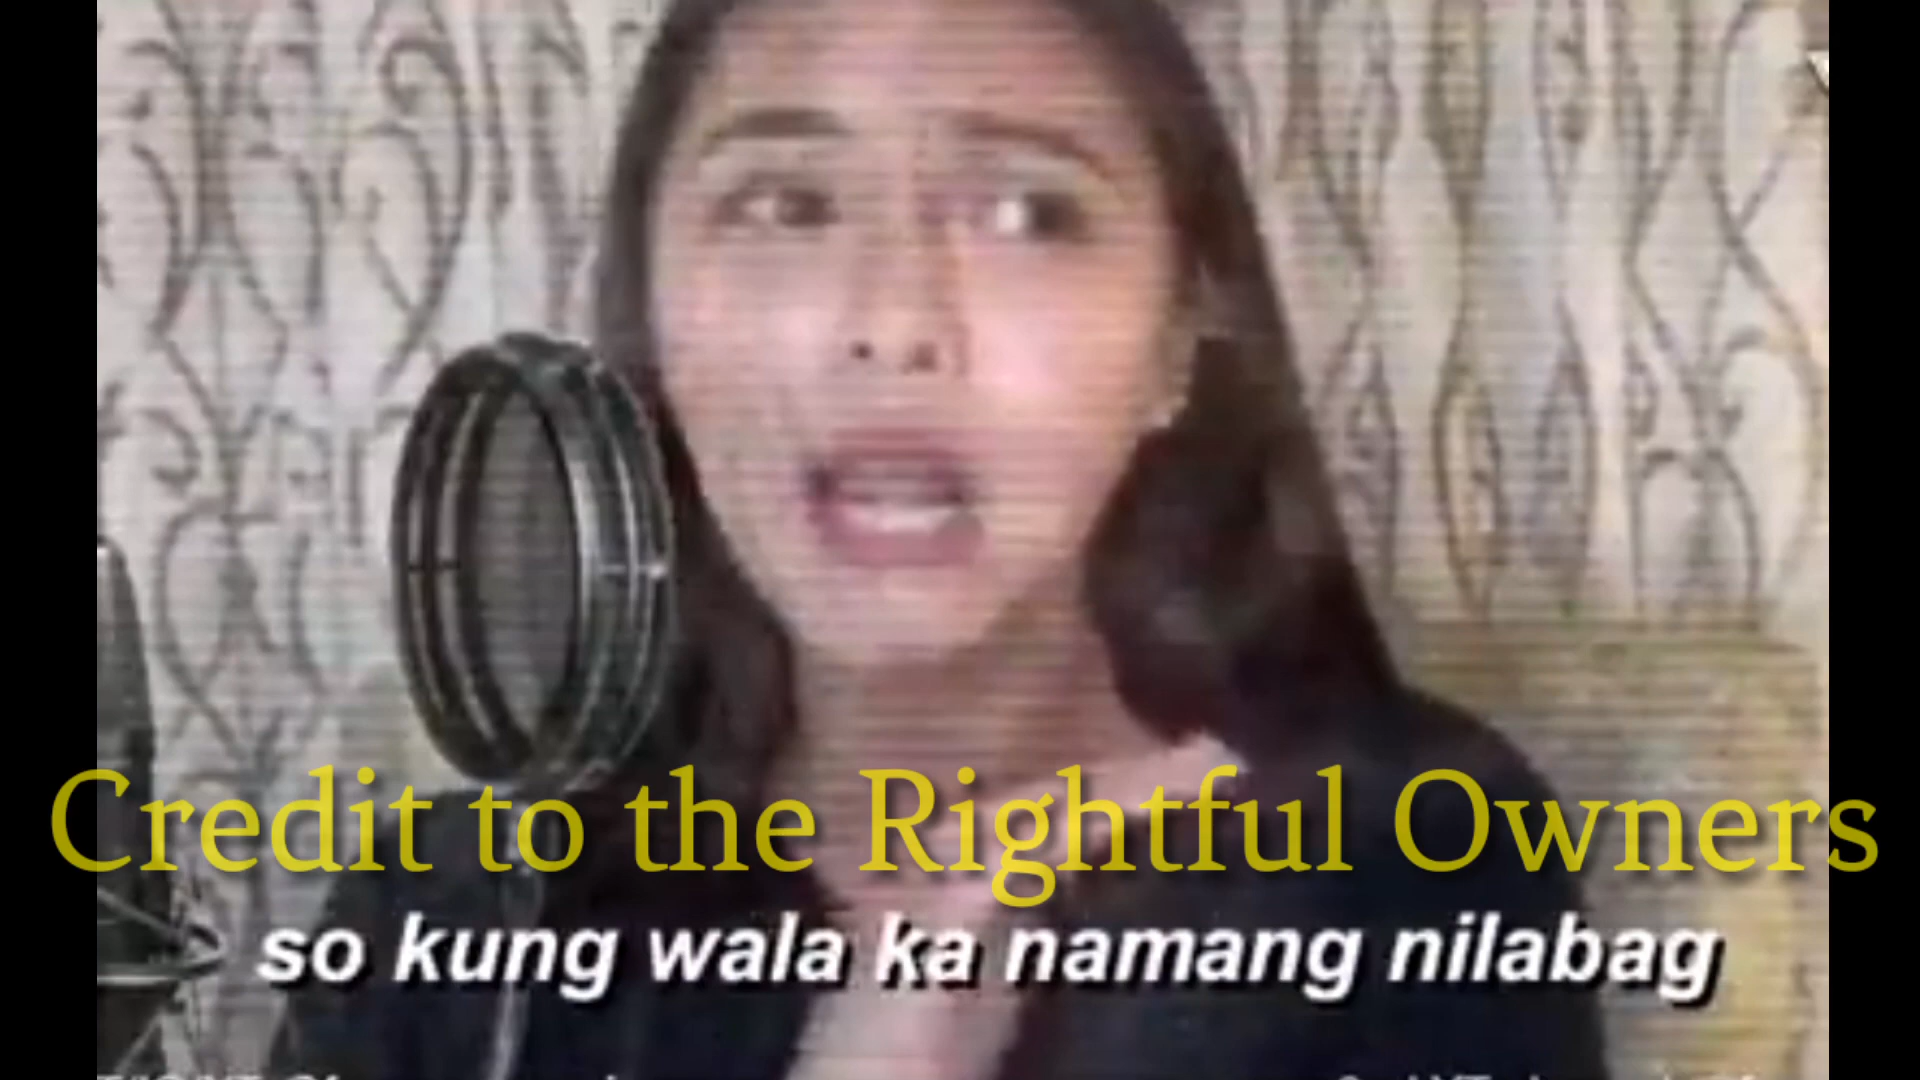 Credit to the Rightful Owners
so kung wala ka namang nilabag